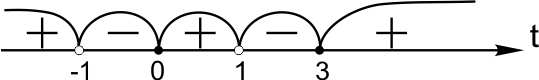 + − + − + t
-1 0 1 3